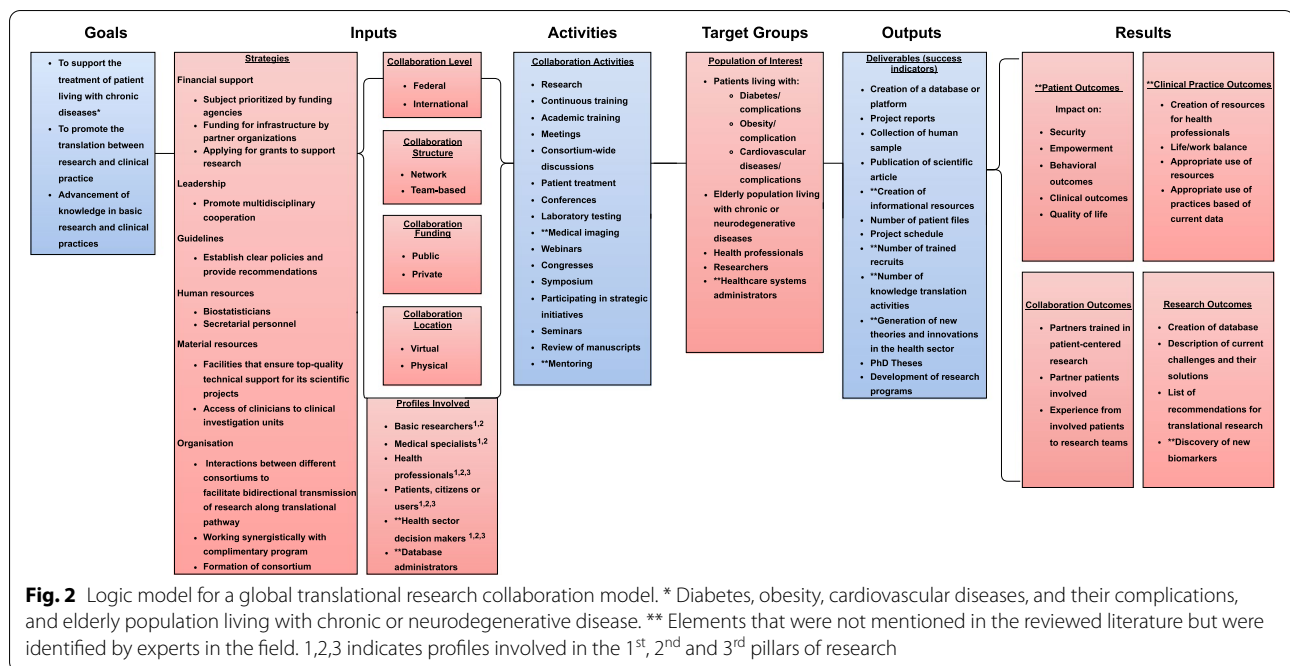 Goals
Inputs
Activities
Target Groups
Outputs
Results
• To support the
treatment of patient
living with chronic
diseases*
• To promote the
translation between
research and clinical
practice
• Advancement of
knowledge in basic
research and clinical
practices
Strategies
Financial support
• Subject prioritized by funding
agencies
• Funding for infrastructure by
partner organizations
• Applying for grants to support
research
Leadership
• Promote multidisciplinary
cooperation
Guidelines
• Establish clear policies and
provide recommendations
Human resources
• Biostatisticians
• Secretarial personnel
Material resources
• Facilities that ensure top-quality
technical support for its scientific
projects
• Access of clinicians to clinical
investigation units
Organisation
• Interactions between different
consortiums to
facilitate bidirectional transmission
of research along translational
pathway
• Working synergistically with
complimentary program
• Formation of consortium
Collaboration Level
• Federal
• International
Collaboration
Structure
• Network
• Team-based
Collaboration
Funding
• Public
• Private
Collaboration
Location
• Virtual
• Physical
Profiles Involved
• Basic researchers1,2
• Medical specialists1,2
• Health
professionals1,2,3
• Patients, citizens or
users1,2,3
• **Health sector
decision makers 1,2,3
• **Database
administrators
Collaboration Activities
• Research
• Continuous training
• Academic training
• Meetings
• Consortium-wide
discussions
• Patient treatment
• Conferences
• Laboratory testing
• **Medical imaging
• Webinars
• Congresses
• Symposium
• Participating in strategic
initiatives
• Seminars
• Review of manuscripts
• **Mentoring
Population of Interest
• Patients living with:
o Diabetes/
complications
o Obesity/
complication
o Cardiovascular
diseases/
complications
• Elderly population living
with chronic or
neurodegenerative
diseases
• Health professionals
• Researchers
• **Healthcare systems
administrators
Deliverables (success
indicators)
• Creation of a database or
platform
• Project reports
• Collection of human
sample
• Publication of scientific
article
• **Creation of
informational resources
• Number of patient files
• Project schedule
• **Number of trained
recruits
• **Number of
knowledge translation
activities
• **Generation of new
theories and innovations
in the health sector
• PhD Theses
• Development of research
programs
**Patient Outcomes
Impact on:
• Security
• Empowerment
• Behavioral
outcomes
• Clinical outcomes
• Quality of life
**Clinical Practice Outcomes
• Creation of resources
for health
professionals
• Life/work balance
• Appropriate use of
resources
• Appropriate use of
practices based of
current data
Collaboration Outcomes
• Partners trained in
patient-centered
research
• Partner patients
involved
• Experience from
involved patients
to research teams
Research Outcomes
• Creation of database
• Description of current
challenges and their
solutions
• List of
recommendations for
translational research
• **Discovery of new
biomarkers
Fig. 2 Logic model for a global translational research collaboration model. * Diabetes, obesity, cardiovascular diseases, and their complications,
and elderly population living with chronic or neurodegenerative disease. ** Elements that were not mentioned in the reviewed literature but were
identified by experts in the field. 1,2,3 indicates profiles involved in the 1st, 2nd and 3rd pillars of research